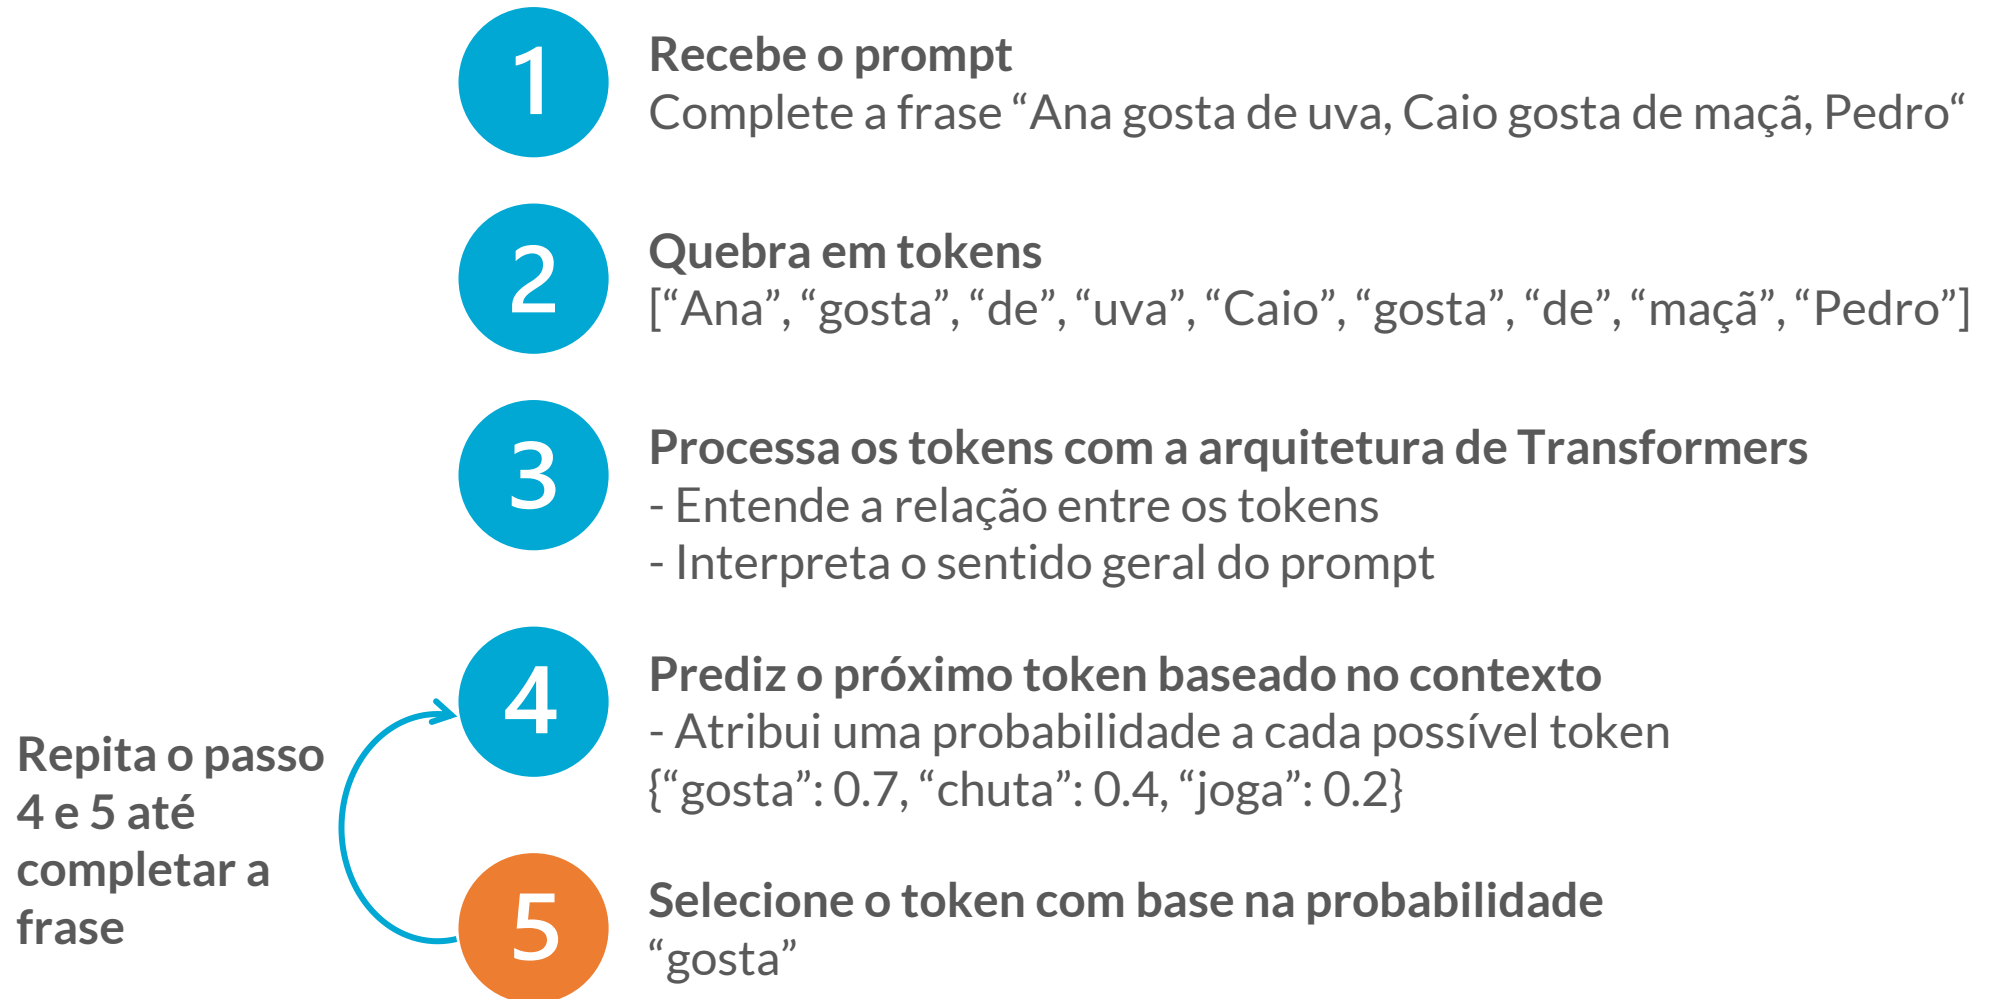 1
Recebe o prompt
Complete a frase “Ana gosta de uva, Caio gosta de maçã, Pedro“
2
Quebra em tokens
[“Ana”, “gosta”, “de”, “uva”, “Caio”, “gosta”, “de”, “maçã”, “Pedro”]
3
Processa os tokens com a arquitetura de Transformers
- Entende a relação entre os tokens
- Interpreta o sentido geral do prompt
4
Prediz o próximo token baseado no contexto
- Atribui uma probabilidade a cada possível token
{“gosta”: 0.7, “chuta”: 0.4, “joga”: 0.2}
Repita o passo
4 e 5 até
completar a
frase
5
Selecione o token com base na probabilidade
“gosta”